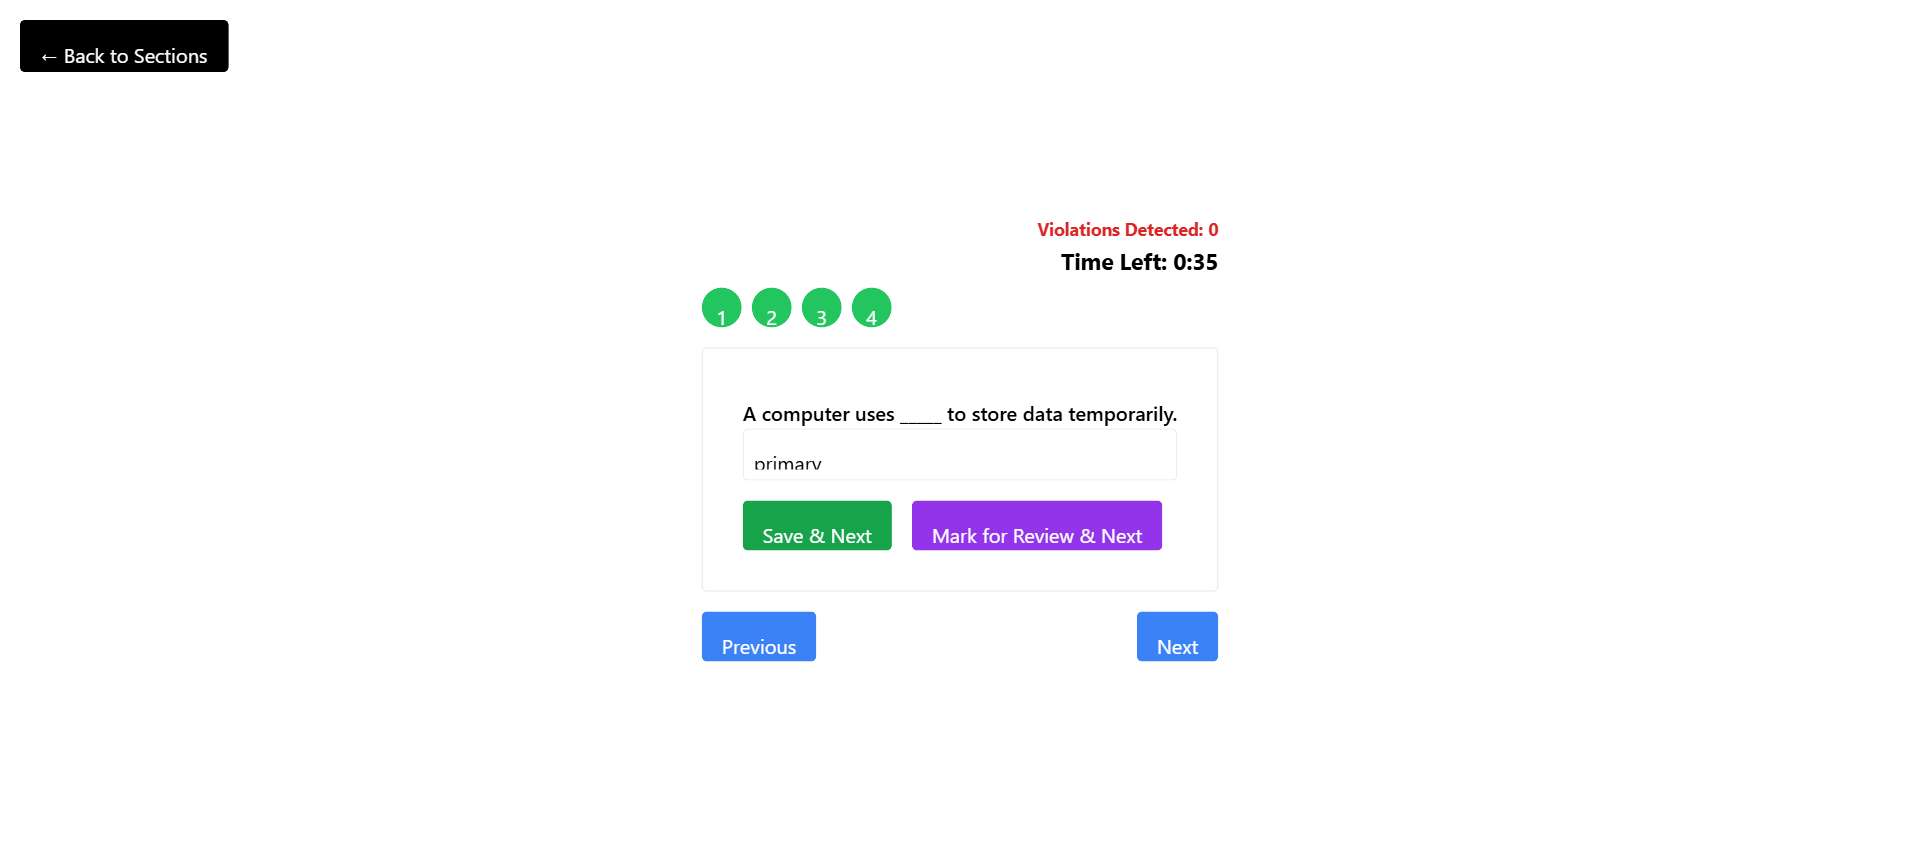 ← Back to Sections
Violations Detected: 0
Time Left: 0:35
1 2 3 4
A computer uses _____ to store data temporarily.
primary
Save & Next
Mark for Review & Next
Previous
Next